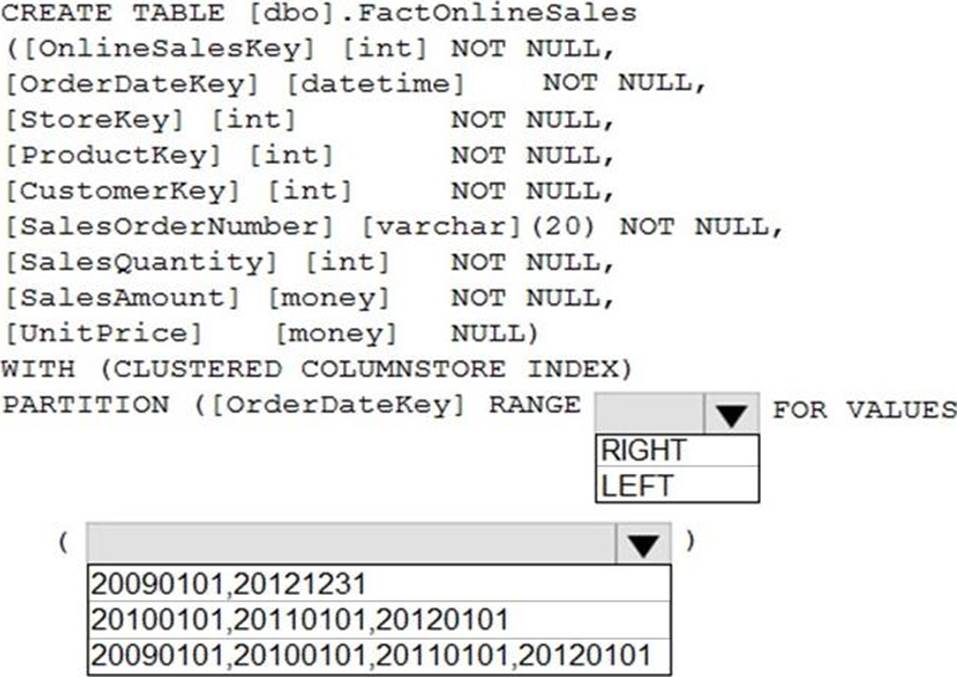 CREATE TABLE [dbo].FactOnlineSales
([OnlineSalesKey] [int] NOT NULL,
[OrderDateKey] [datetime] NOT NULL,
[StoreKey] [int] NOT NULL,
[ProductKey] [int] NOT NULL,
[CustomerKey] [int] NOT NULL,
[SalesOrderNumber] [varchar](20) NOT NULL,
[SalesQuantity] [int] NOT NULL,
[SalesAmount] [money] NOT NULL,
[UnitPrice] [money] NULL)
WITH (CLUSTERED COLUMNSTORE INDEX)
PARTITION ([OrderDateKey] RANGE FOR VALUES
RIGHT
LEFT
( )
20090101,20121231
20100101,20110101,20120101
20090101,20100101,20110101,20120101